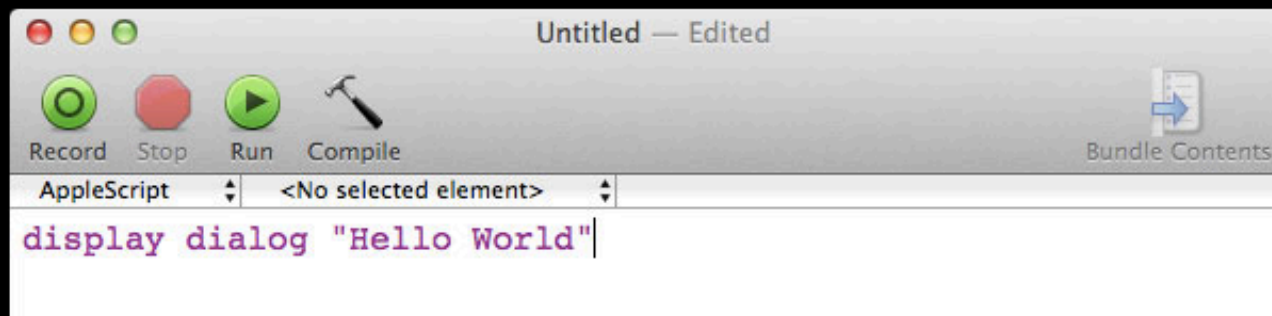 Untitled — Edited
Record Stop Run Compile Bundle Contents
AppleScript <No selected element>
display dialog "Hello World"